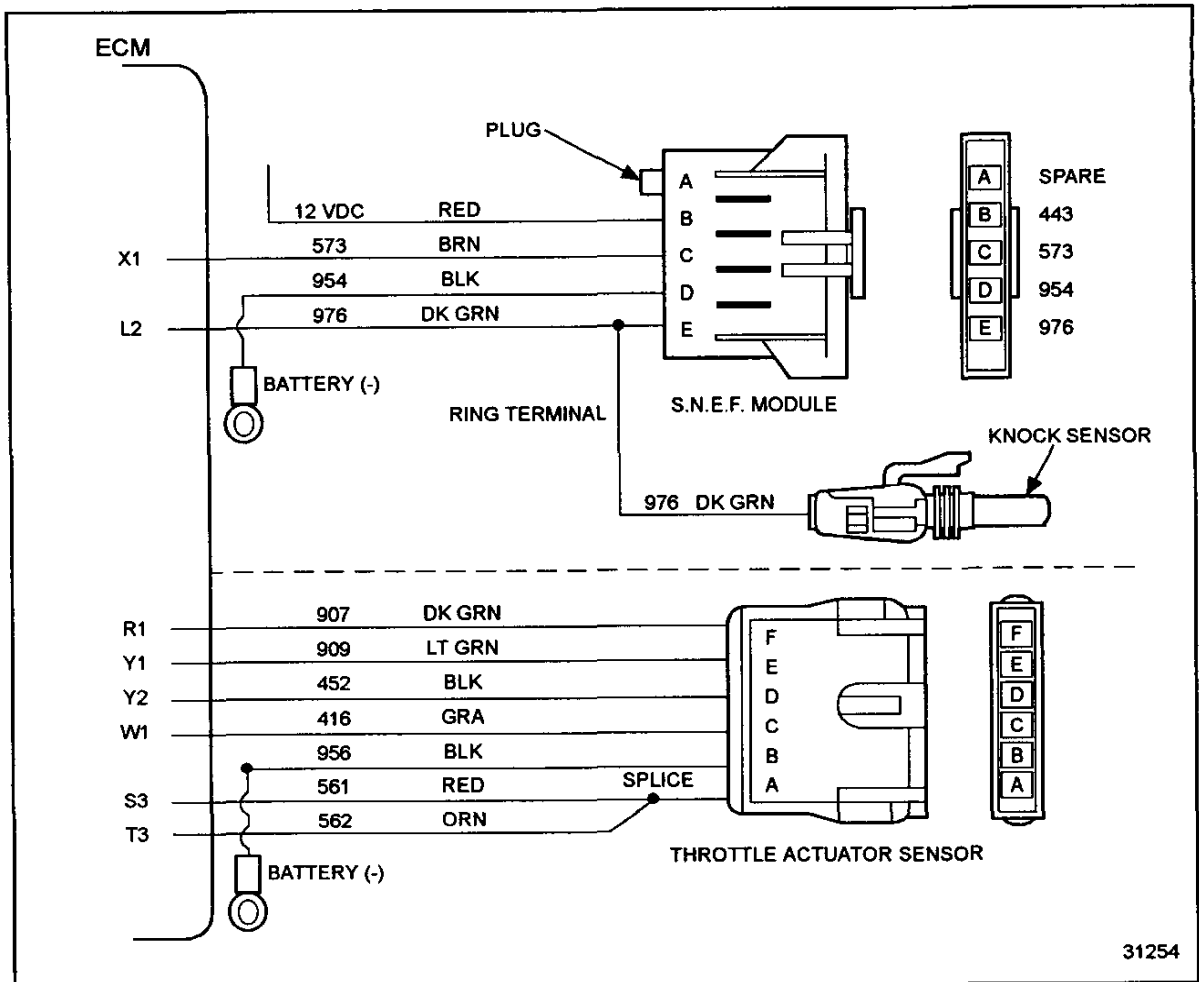 ECM
PLUG
A
SPARE
12 VDC RED
B
B
443
X1
573 BRN
C
C
573
954 BLK
D
D
954
L2
976 DK GRN
E
E
976
A
BATTERY (-)
RING TERMINAL
S.N.E.F. MODULE
KNOCK SENSOR
976 DK GRN
R1
907 DK GRN
F
F
Y1
909 LT GRN
E
E
Y2
452 BLK
D
D
W1
416 GRA
C
C
956 BLK
B
B
S3
561 RED
SPLICE
A
A
T3
562 ORN
THROTTLE ACTUATOR SENSOR
BATTERY (-)
31254